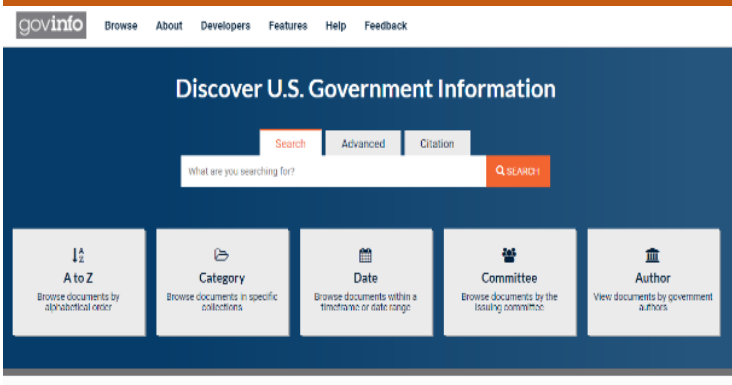 govinfo Browse About Developers Features Help Feedback
Discover U.S. Government Information
Search Advanced Citation
What are you searching for? SEARCH
A to Z
Browse documents by
alphabetical order
Category
Browse documents in specific
collections
Date
Browse documents within a
timeframe or date range
Committee
Browse documents by the
issuing committee
Author
View documents by government
authors